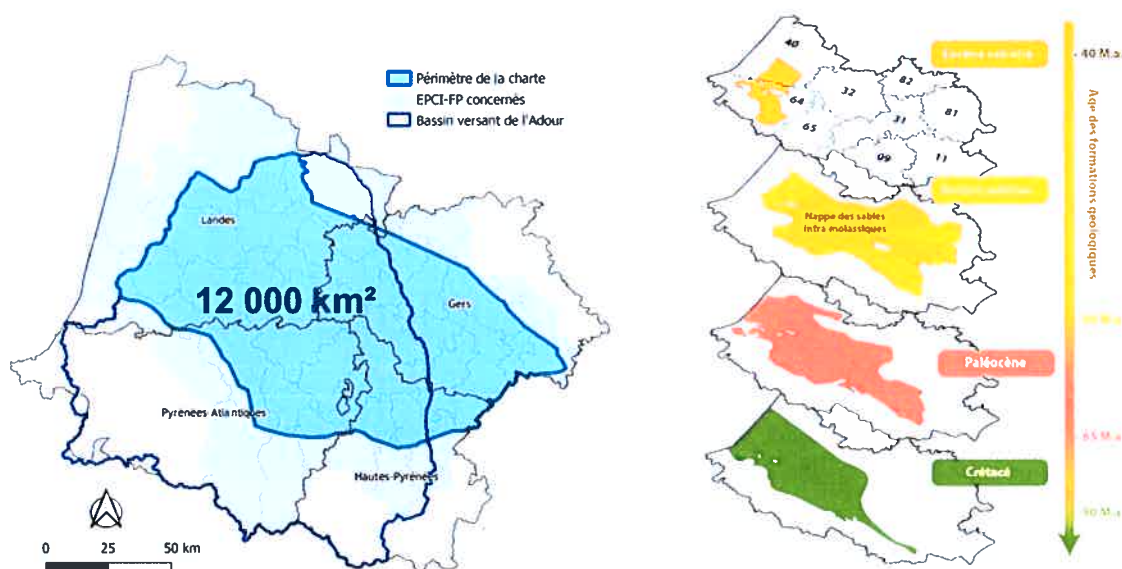 Périmètre de la charte
EPCI-FP concernés
Bassin versant de l'Adour
Landes
12 000 km²
Gers
Pyrénées-Atlantiques
Hautes-Pyrénées
0 25 50 km
40
82
32
64
31
81
65
09
11
Nappe des sables
infra molassiques
Paléocène
Crétacé
40 M.a
65 M.a
90 M.a
Age des formations géologiques